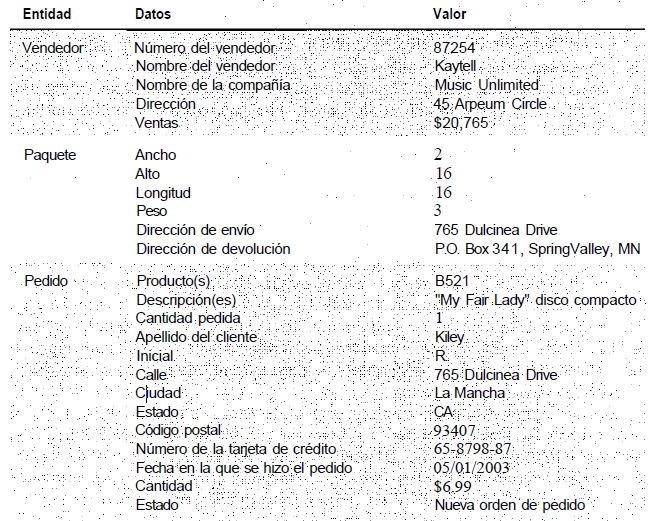 Entidad Datos Valor
Vendedor Número del vendedor 87254
Nombre del vendedor Kaytell
Nombre de la compañía Music Unlimited
Dirección 45 Arpeum Circle
Ventas $20,765
Paquete Ancho 2
Alto 16
Longitud 16
Peso 3
Dirección de envío 765 Dulcinea Drive
Dirección de devolución P.O. Box 341, SpringValley, MN
Pedido Producto(s) B521
Descripción(es) "My Fair Lady" disco compacto
Cantidad pedida 1
Apellido del cliente Kiley
Inicial R.
Calle 765 Dulcinea Drive
Ciudad La Mancha
Estado CA
Código postal 93407
Número de la tarjeta de crédito 65-8798-87
Fecha en la que se hizo el pedido 05/01/2003
Cantidad $6.99
Estado Nueva orden de pedido